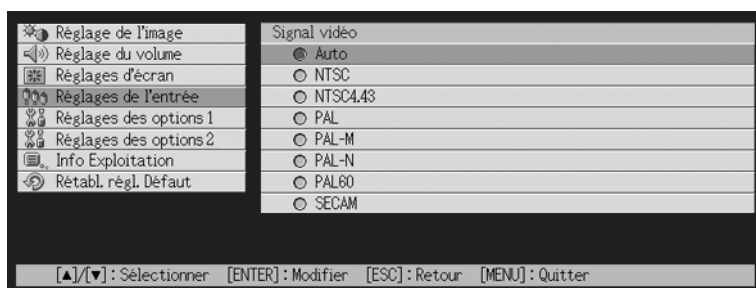 Réglage de l'image
Réglage du volume
Réglages d'écran
Réglages de l'entrée
Réglages des options 1
Réglages des options 2
Info Exploitation
Rétabl. régl. Défaut
Signal vidéo
Auto
NTSC
NTSC4.43
PAL
PAL-M
PAL-N
PAL60
SECAM
[▲]/[▼] : Sélectionner [ENTER] : Modifier [ESC] : Retour [MENU] : Quitter